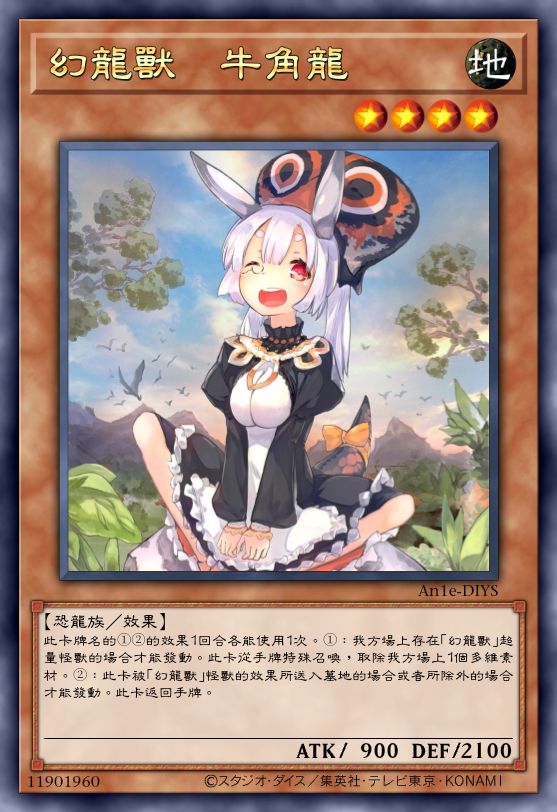 幻龍獸　牛角龍
地
An1e-DIYS
【恐龍族／效果】
此卡牌名的①②的效果1回合各能使用1次。①：我方場上存在「幻龍獸」超
量怪獸的場合才能發動。此卡從手牌特殊召喚，取除我方場上1個多維素
材。②：此卡被「幻龍獸」怪獸的效果所送入墓地的場合或者所除外的場合
才能發動。此卡返回手牌。
ATK/ 900 DEF/2100
11901960 ©スタジオ・ダイス／集英社・テレビ東京・KONAMI